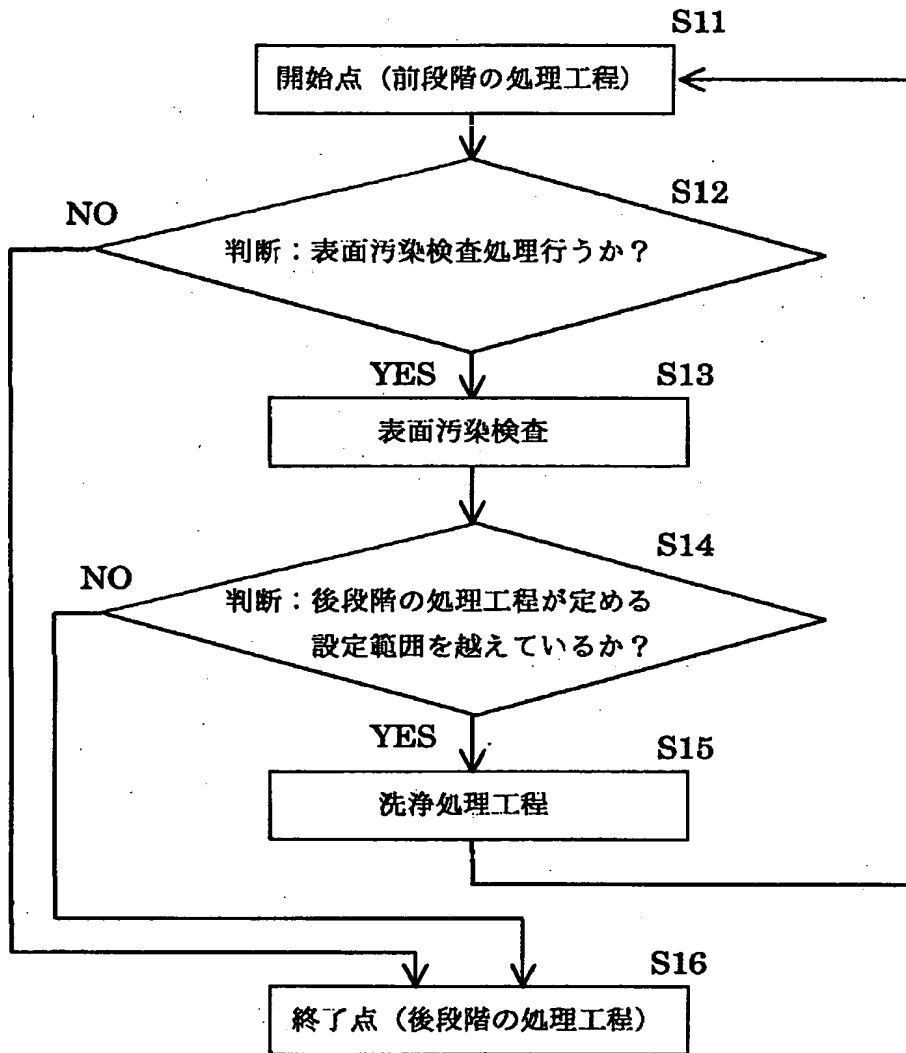 S11
開始点（前段階の処理工程）
S12
NO
判断：表面汚染検査処理行うか？
YES
S13
表面汚染検査
S14
NO
判断：後段階の処理工程が定める
設定範囲を越えているか？
YES
S15
洗浄処理工程
S16
終了点（後段階の処理工程）